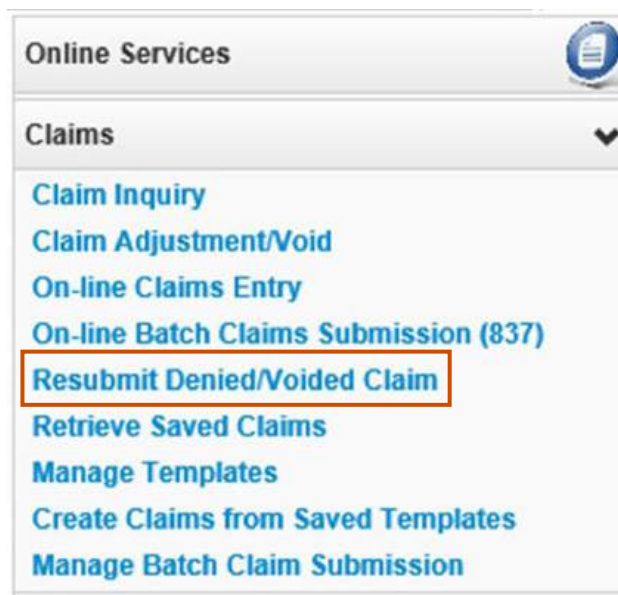 Online Services
Claims
Claim Inquiry
Claim Adjustment/Void
On-line Claims Entry
On-line Batch Claims Submission (837)
Resubmit Denied/Voided Claim
Retrieve Saved Claims
Manage Templates
Create Claims from Saved Templates
Manage Batch Claim Submission